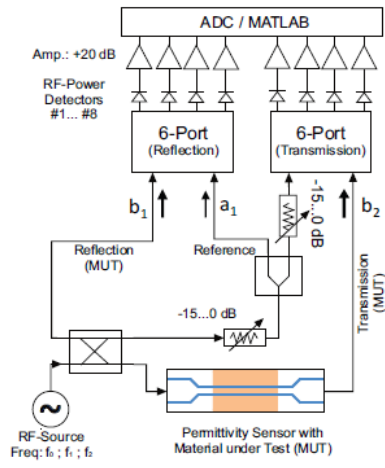 ADC / MATLAB
Amp.: +20 dB
RF-Power
Detectors
#1... #8
6-Port
(Reflection)
6-Port
(Transmission)
b1
a1
-15...0 dB
b2
Reflection
(MUT)
Reference
Transmission
(MUT)
-15...0 dB
RF-Source
Freq: f₀ ; f₁ ; f₂
Permittivity Sensor with
Material under Test (MUT)